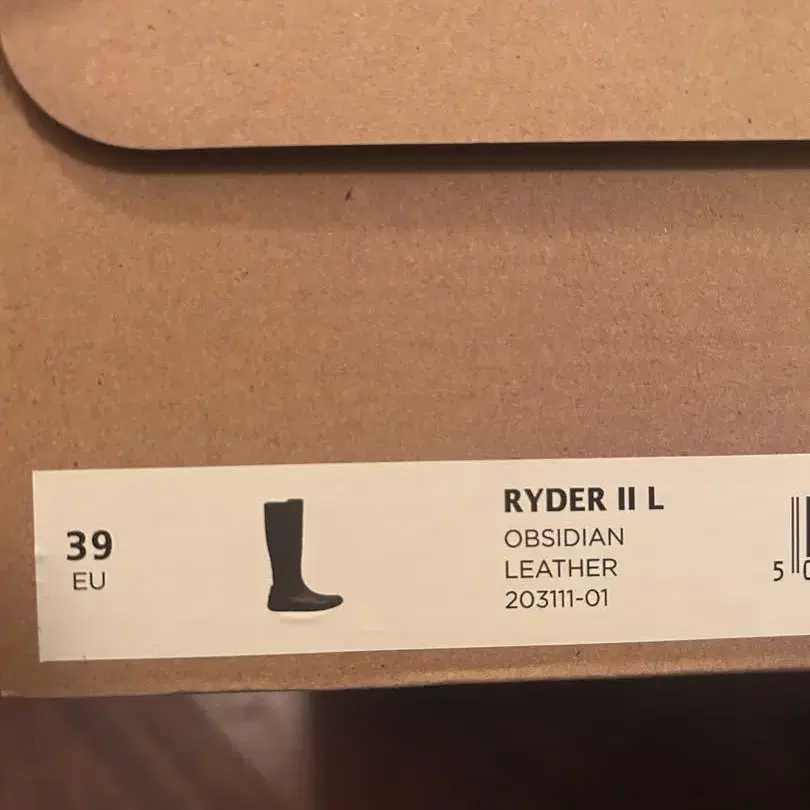 39
EU
RYDER II L
OBSIDIAN
LEATHER
203111-01
5